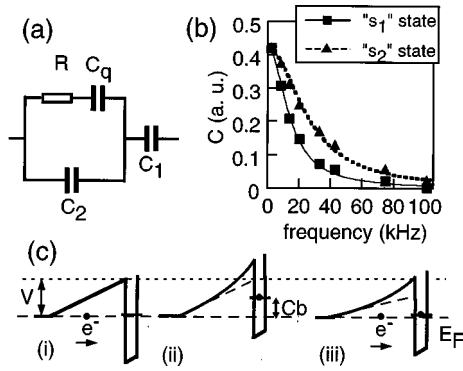 (a)
R
Cq
C2
C1
(b)
"s1" state
"s2" state
C (a. u.)
0.5
0.4
0.3
0.2
0.1
0
0 20 40 60 80 100
frequency (kHz)
(c)
V
e-
(i)
(ii)
Cb
e-
(iii)
EF